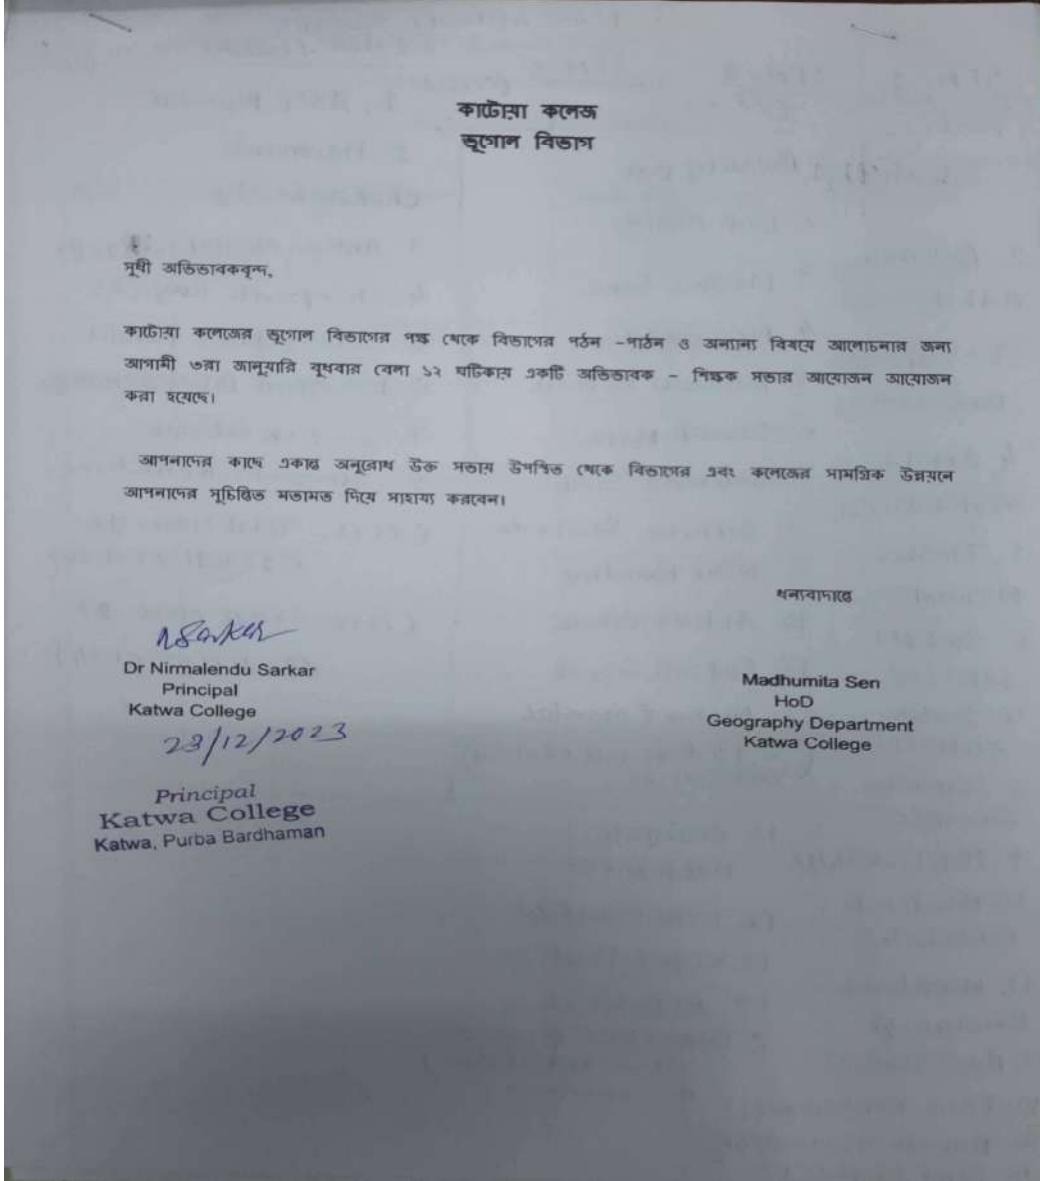 কাটোয়া কলেজ
ভূগোল বিভাগ
সুধী অভিভাবকবৃন্দ,
কাটোয়া কলেজের ভূগোল বিভাগের পক্ষ থেকে বিভাগের পঠন -পাঠন ও অন্যান্য বিষয়ে আলোচনার জন্য
আগামী ৩রা জানুয়ারি বুধবার বেলা ১২ ঘটিকায় একটি অভিভাবক – শিক্ষক সভার আয়োজন আয়োজন
করা হয়েছে।
আপনাদের কাছে একান্ত অনুরোধ উক্ত সভায় উপস্থিত থেকে বিভাগের এবং কলেজের সামগ্রিক উন্নয়নে
আপনাদের সুচিন্তিত মতামত দিয়ে সাহায্য করবেন।
ধন্যবাদান্তে
NSarker
Dr Nirmalendu Sarkar
Principal
Katwa College
23/12/2023
Principal
Katwa College
Katwa, Purba Bardhaman
Madhumita Sen
HoD
Geography Department
Katwa College